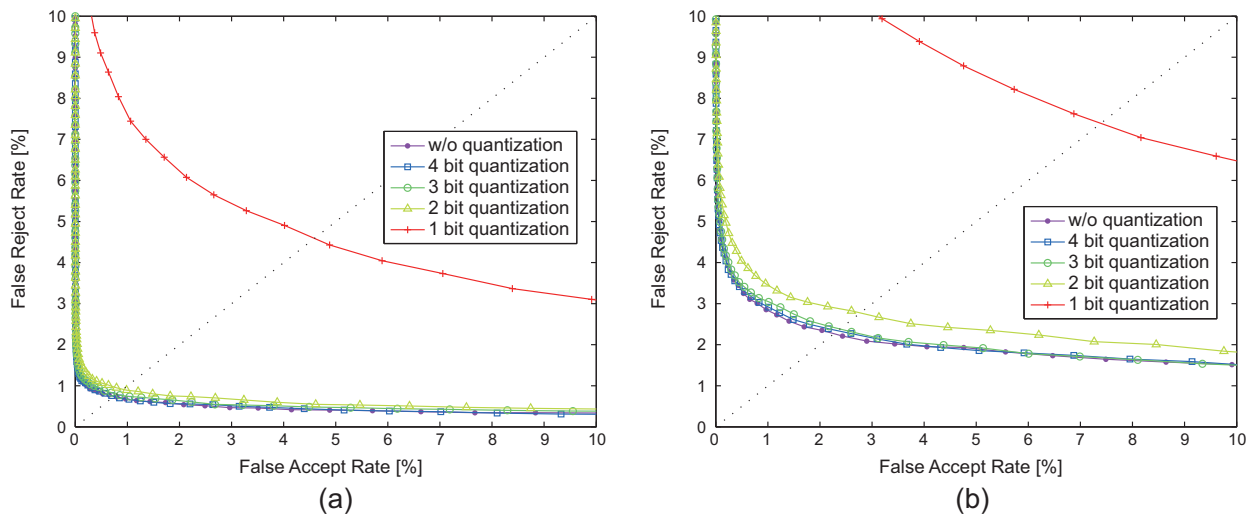 10
9
8
7
6
5
4
3
2
1
0
False Reject Rate [%]
w/o quantization
4 bit quantization
3 bit quantization
2 bit quantization
1 bit quantization
0 1 2 3 4 5 6 7 8 9 10
False Accept Rate [%]
(a)
10
9
8
7
6
5
4
3
2
1
0
False Reject Rate [%]
w/o quantization
4 bit quantization
3 bit quantization
2 bit quantization
1 bit quantization
0 1 2 3 4 5 6 7 8 9 10
False Accept Rate [%]
(b)